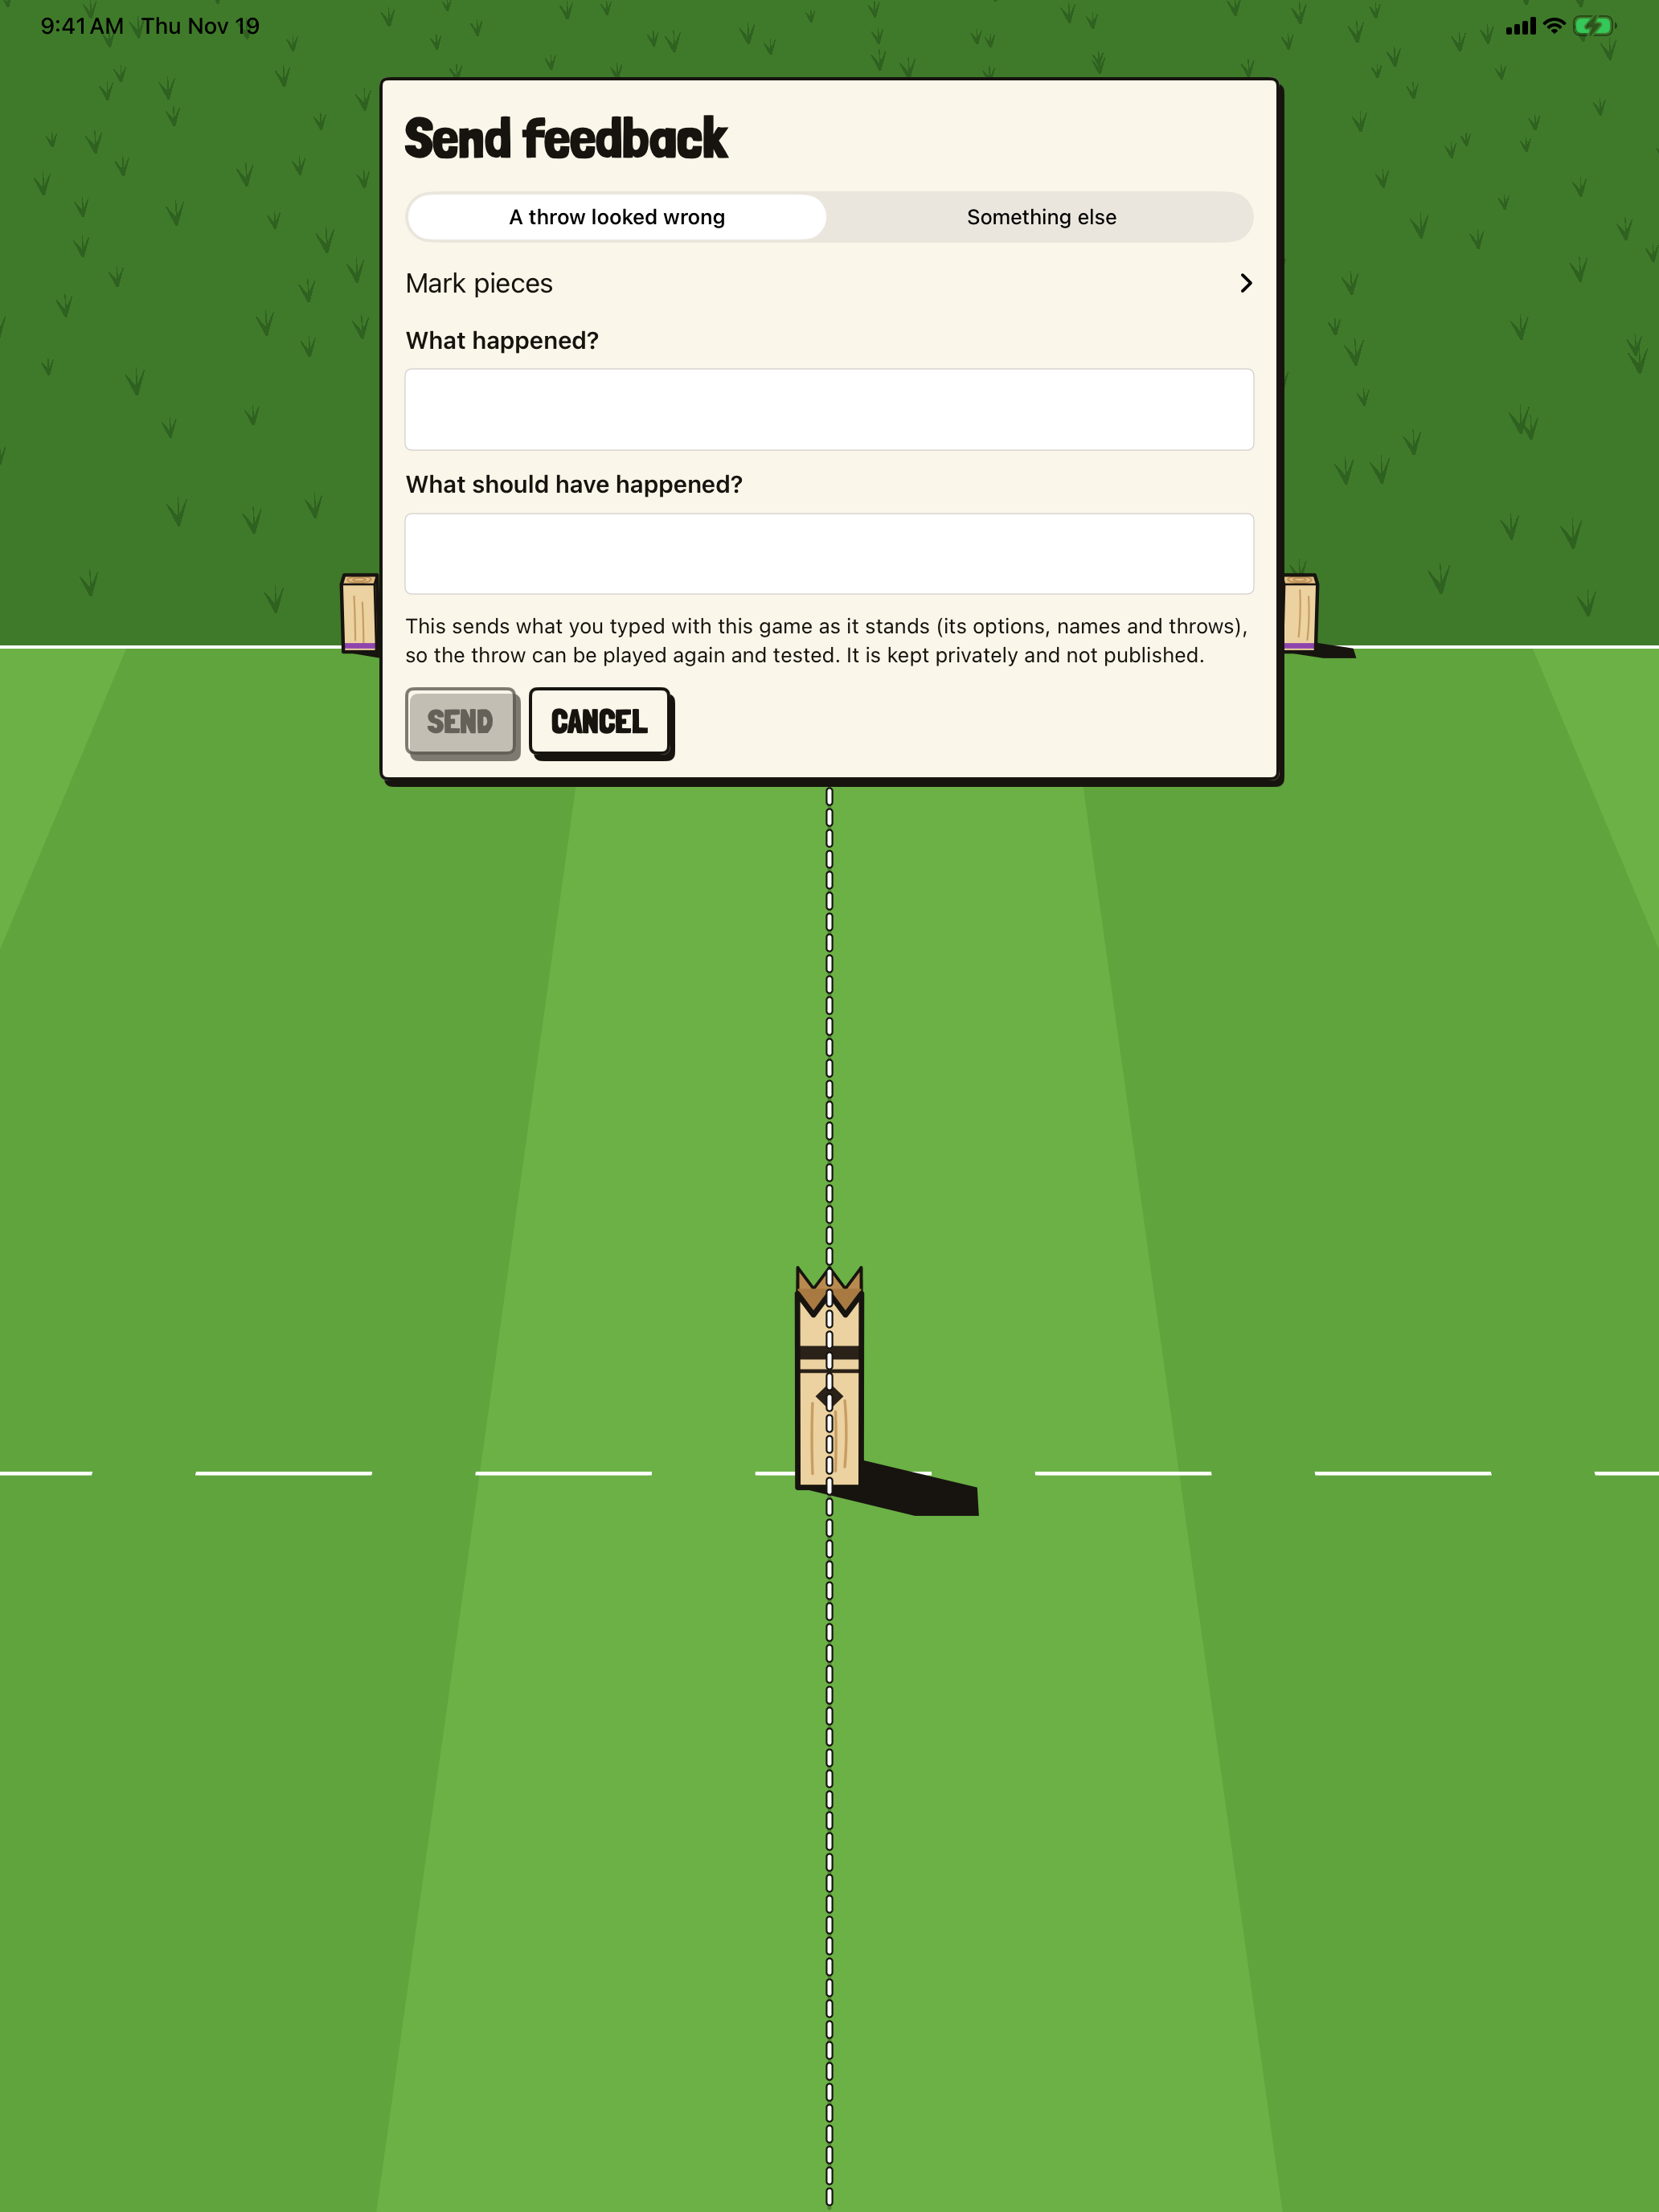 9:41 AM Thu Nov 19
Send feedback
A throw looked wrong
Something else
Mark pieces
What happened?
What should have happened?
This sends what you typed with this game as it stands (its options, names and throws),
so the throw can be played again and tested. It is kept privately and not published.
SEND
CANCEL